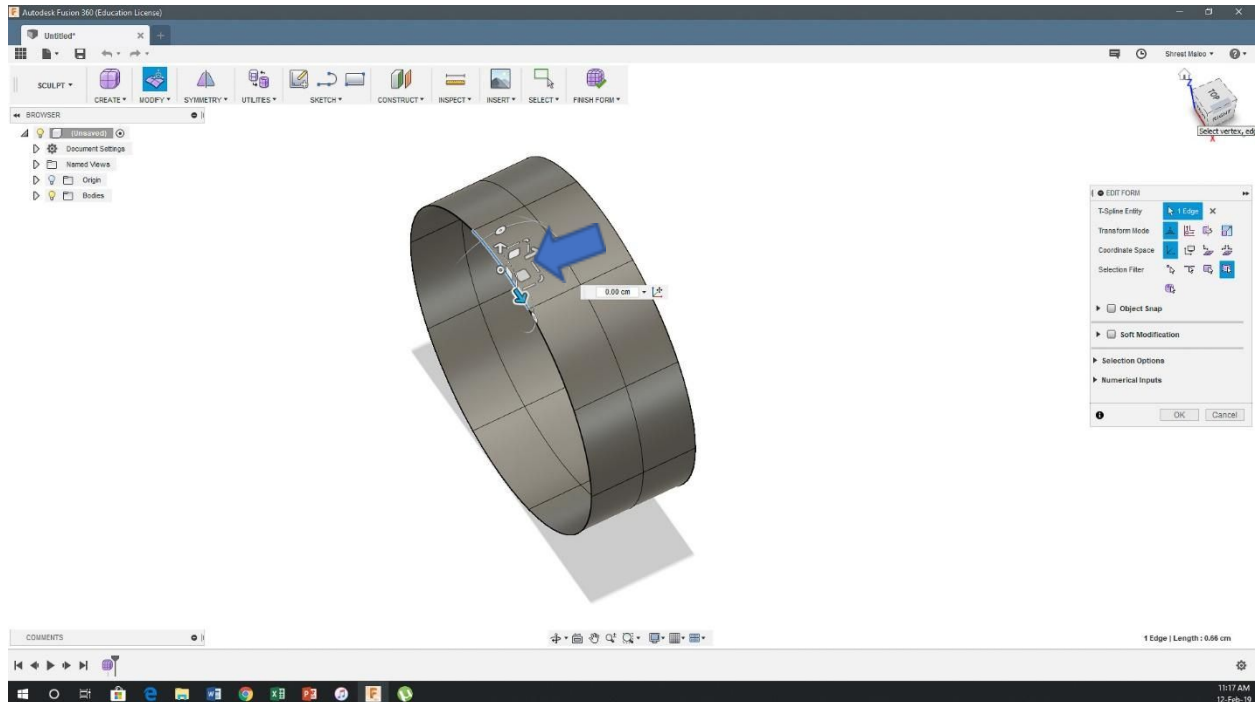 Autodesk Fusion 360 (Education License)
Untitled*
Shrest Maloo
SCULPT
CREATE MODIFY SYMMETRY UTILITIES SKETCH CONSTRUCT INSPECT INSERT SELECT FINISH FORM
BROWSER
(Unsaved)
Document Settings
Named Views
Origin
Bodies
TOP
RIGHT
Z
X
Select vertex, edg
EDIT FORM
T-Spline Entity 1 Edge
Transform Mode
Coordinate Space
Selection Filter
Object Snap
Soft Modification
Selection Options
Numerical Inputs
OK Cancel
0.00 cm
COMMENTS
1 Edge | Length : 0.66 cm
11:17 AM
12-Feb-19